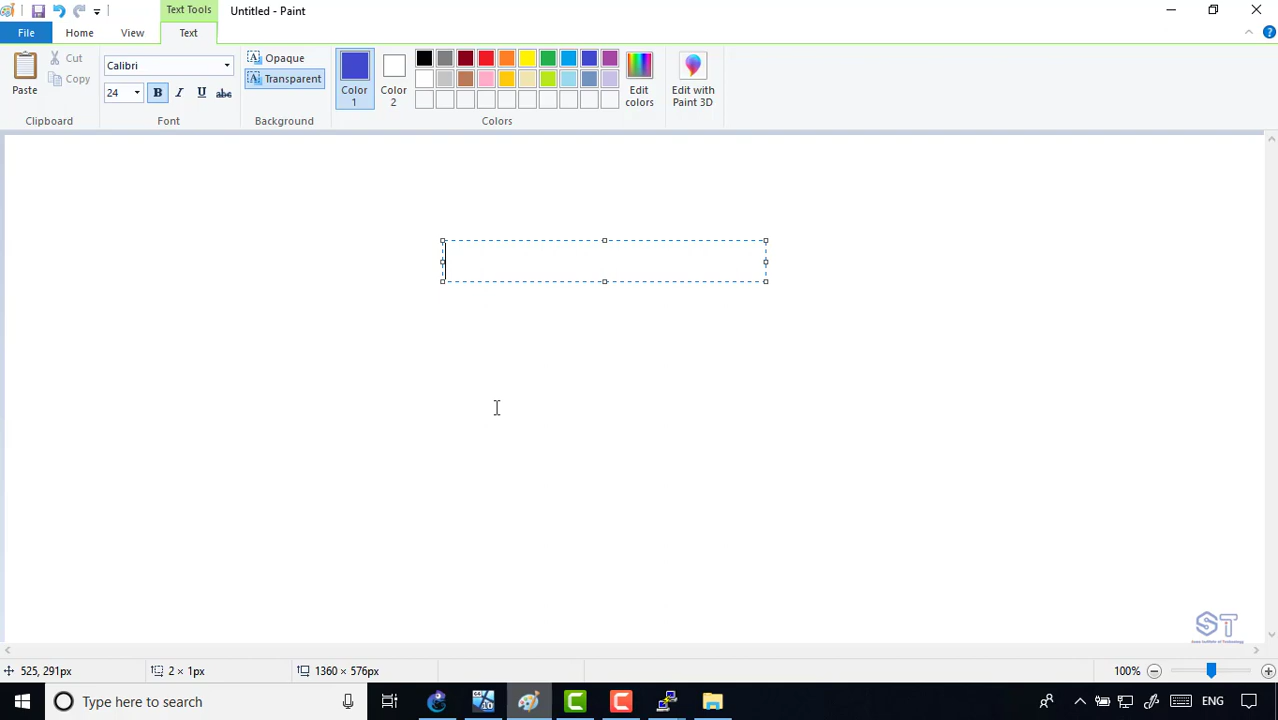 Text Tools
Untitled - Paint
File
Home
View
Text
Paste
Cut
Copy
Clipboard
Calibri
24
B
I
U
abc
Font
Opaque
Transparent
Background
Color 1
Color 2
Edit colors
Colors
Edit with Paint 3D
ST
525, 291px
2 × 1px
1360 × 576px
100%
Type here to search
ENG